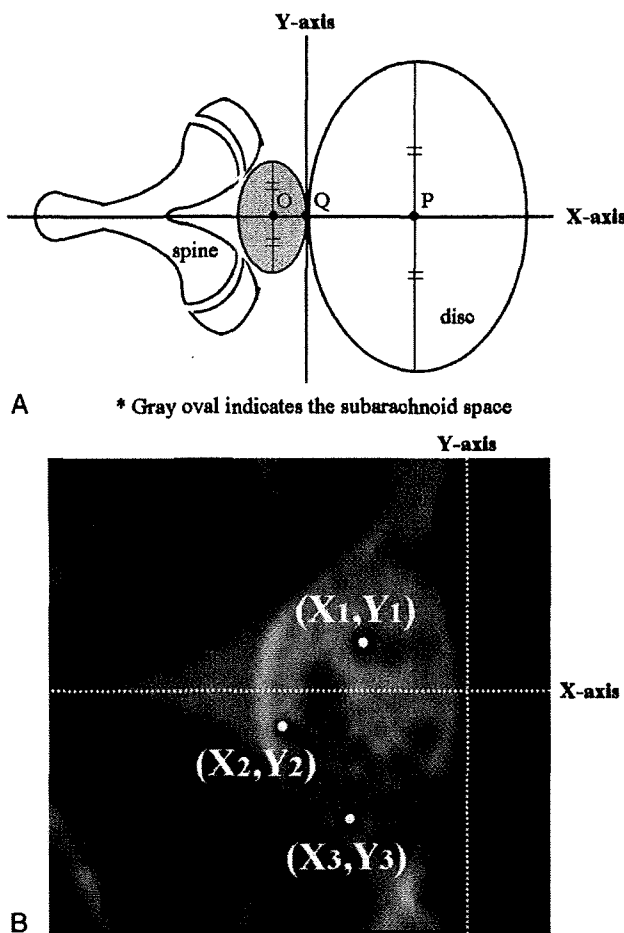 Y-axis
O
Q
P
X-axis
spine
disc
A
* Gray oval indicates the subarachnoid space
Y-axis
(X1,Y1)
X-axis
(X2,Y2)
(X3,Y3)
B